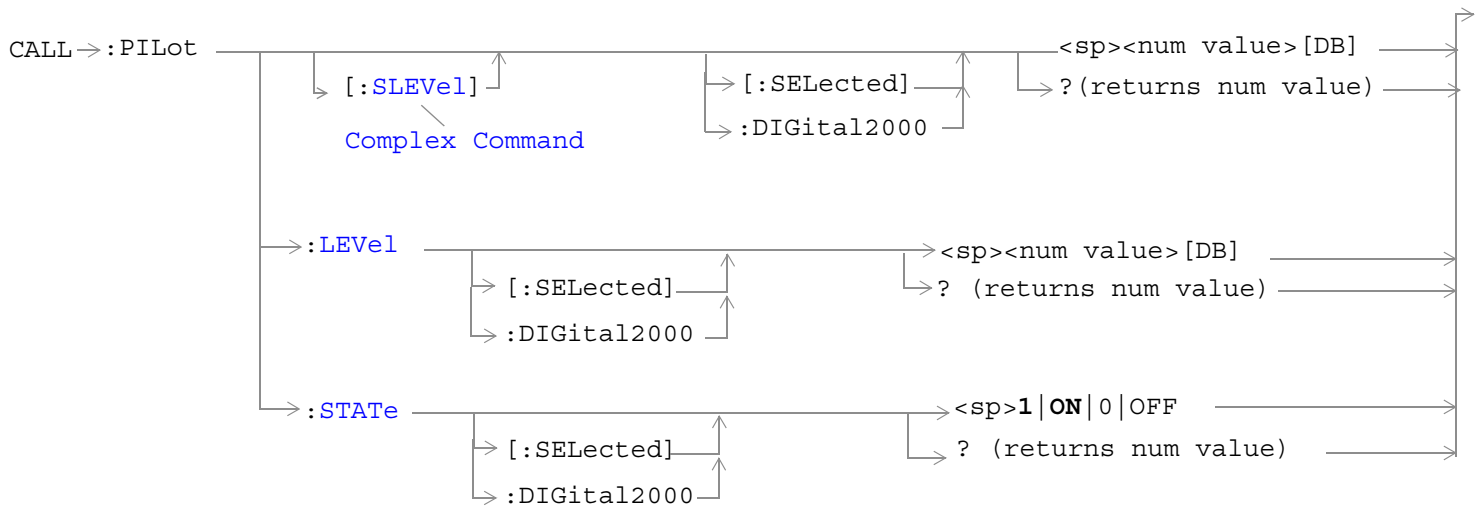 CALL :PILot <sp><num value>[DB]
[:SLEVel] [:SELected] ?(returns num value)
Complex Command :DIGital2000
:LEVel <sp><num value>[DB]
[:SELected] ? (returns num value)
:DIGital2000
:STATe <sp>1|ON|0|OFF
[:SELected] ? (returns num value)
:DIGital2000